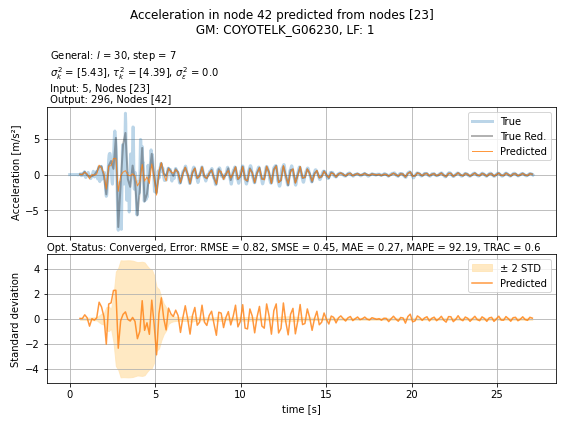 Acceleration in node 42 predicted from nodes [23]
GM: COYOTELK_G06230, LF: 1
General: l = 30, step = 7
σ²ₖ = [5.43], τ²ₖ = [4.39], σ²ε = 0.0
Input: 5, Nodes [23]
Output: 296, Nodes [42]
Acceleration [m/s²]
5
0
−5
True
True Red.
Predicted
Opt. Status: Converged, Error: RMSE = 0.82, SMSE = 0.45, MAE = 0.27, MAPE = 92.19, TRAC = 0.6
Standard deviation
4
2
0
−2
−4
± 2 STD
Predicted
0 5 10 15 20 25
time [s]